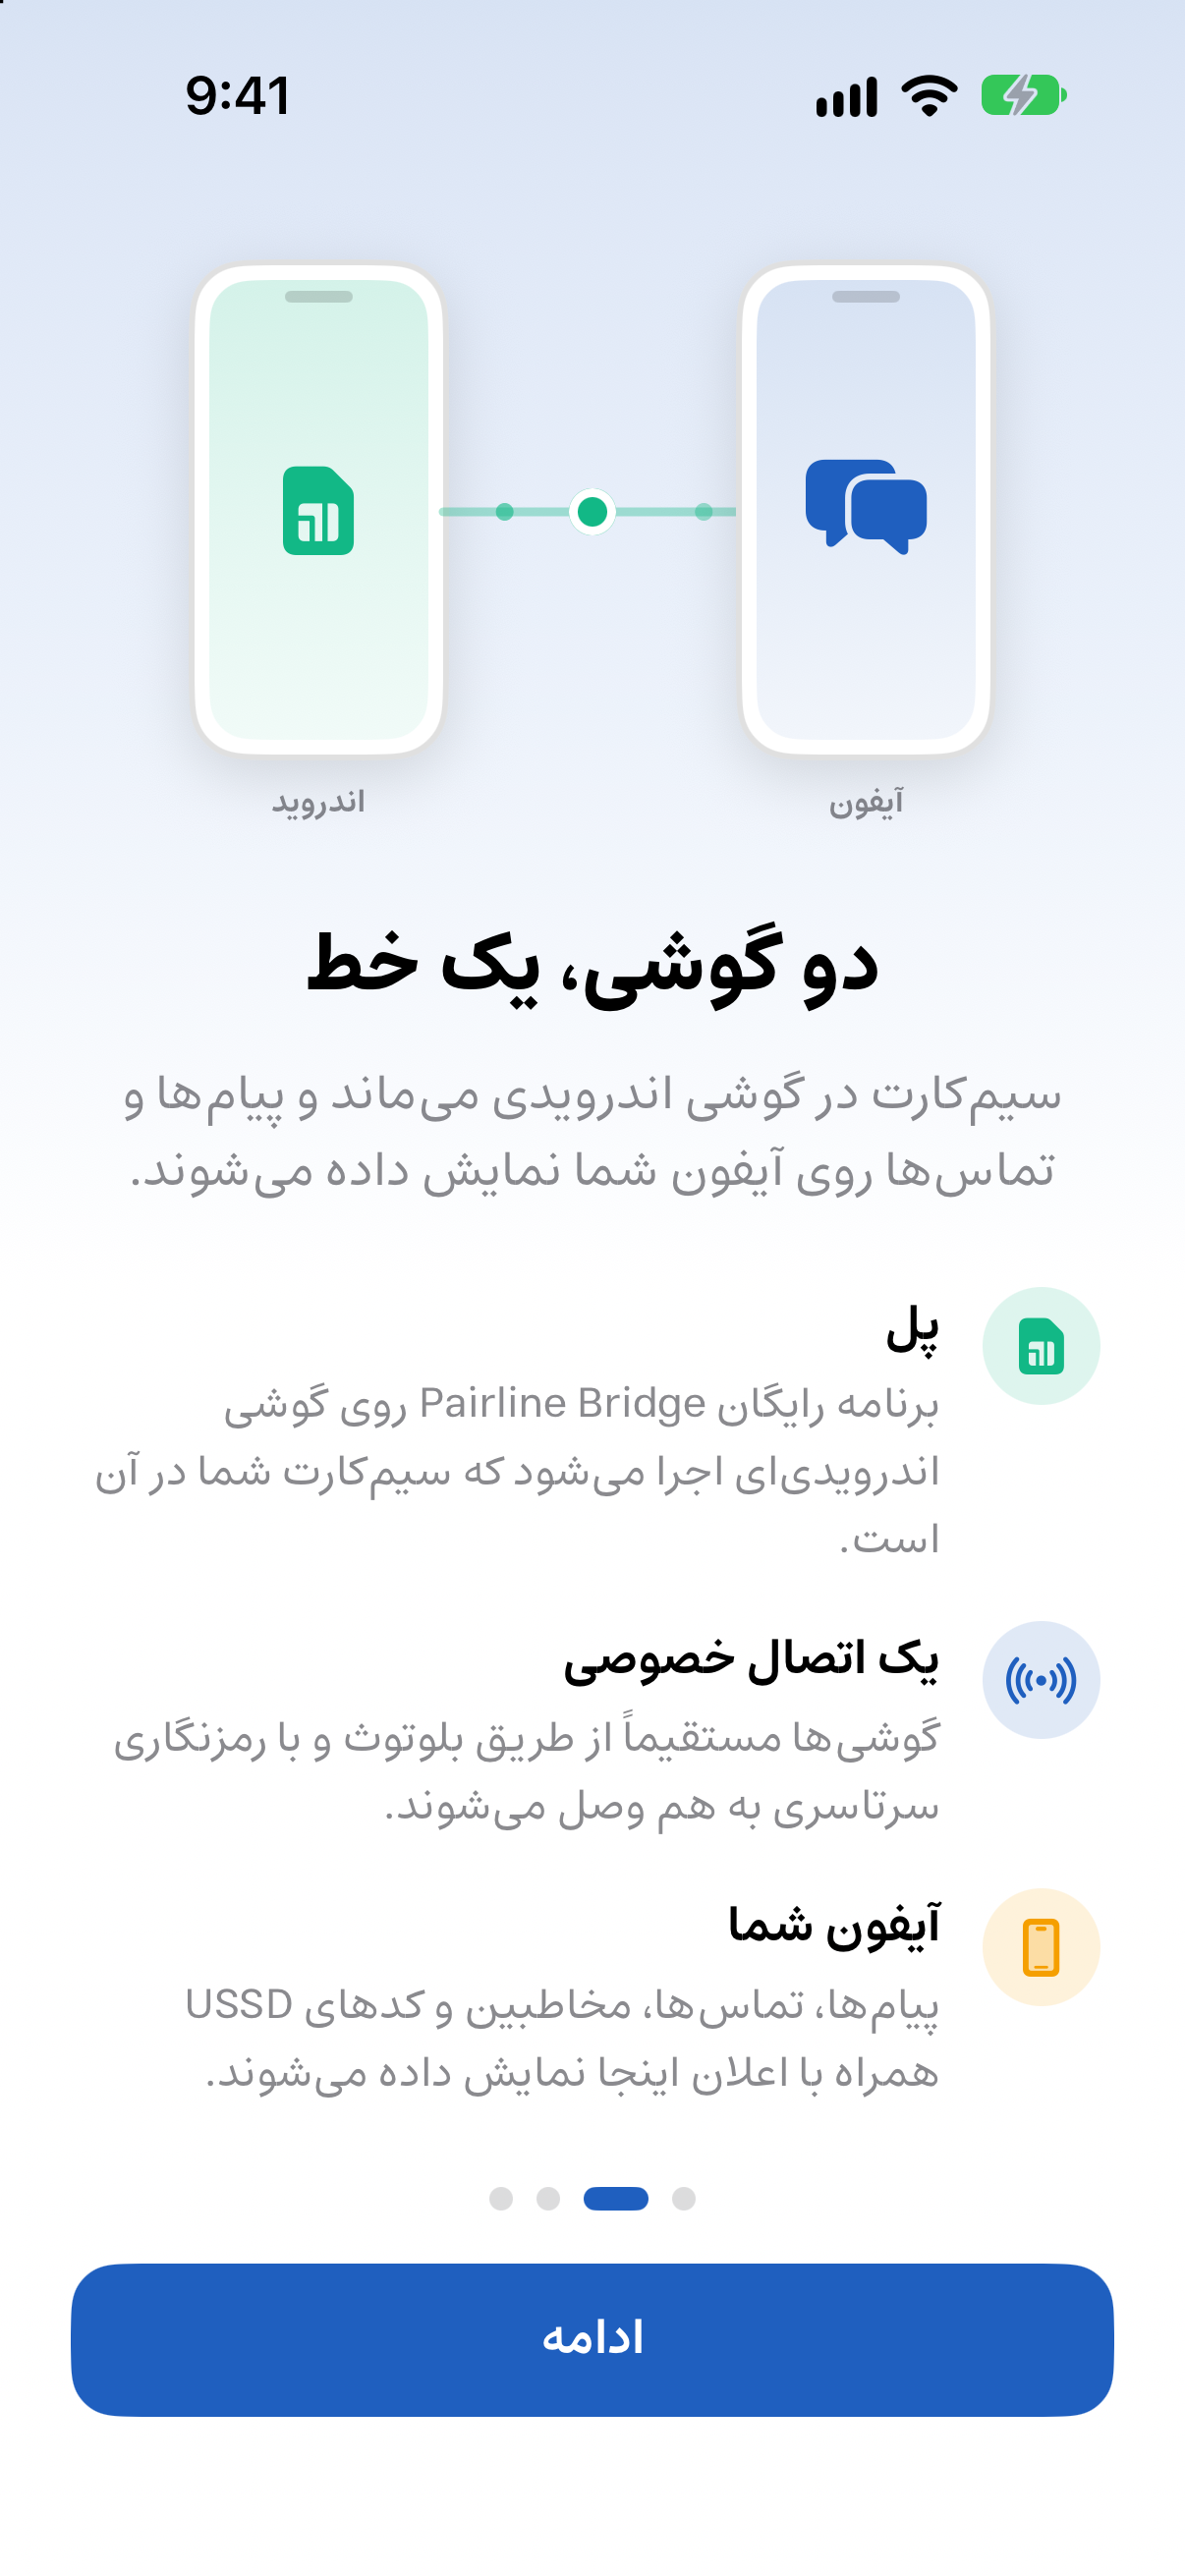 9:41
آیفون
اندروید
دو گوشی، یک خط
سیم‌کارت در گوشی اندرویدی می‌ماند و پیام‌ها و
تماس‌ها روی آیفون شما نمایش داده می‌شوند.
پل
برنامه رایگان Pairline Bridge روی گوشی
اندرویدی‌ای اجرا می‌شود که سیم‌کارت شما در آن
است.
یک اتصال خصوصی
گوشی‌ها مستقیماً از طریق بلوتوث و با رمزنگاری
سرتاسری به هم وصل می‌شوند.
آیفون شما
پیام‌ها، تماس‌ها، مخاطبین و کدهای USSD
همراه با اعلان اینجا نمایش داده می‌شوند.
ادامه